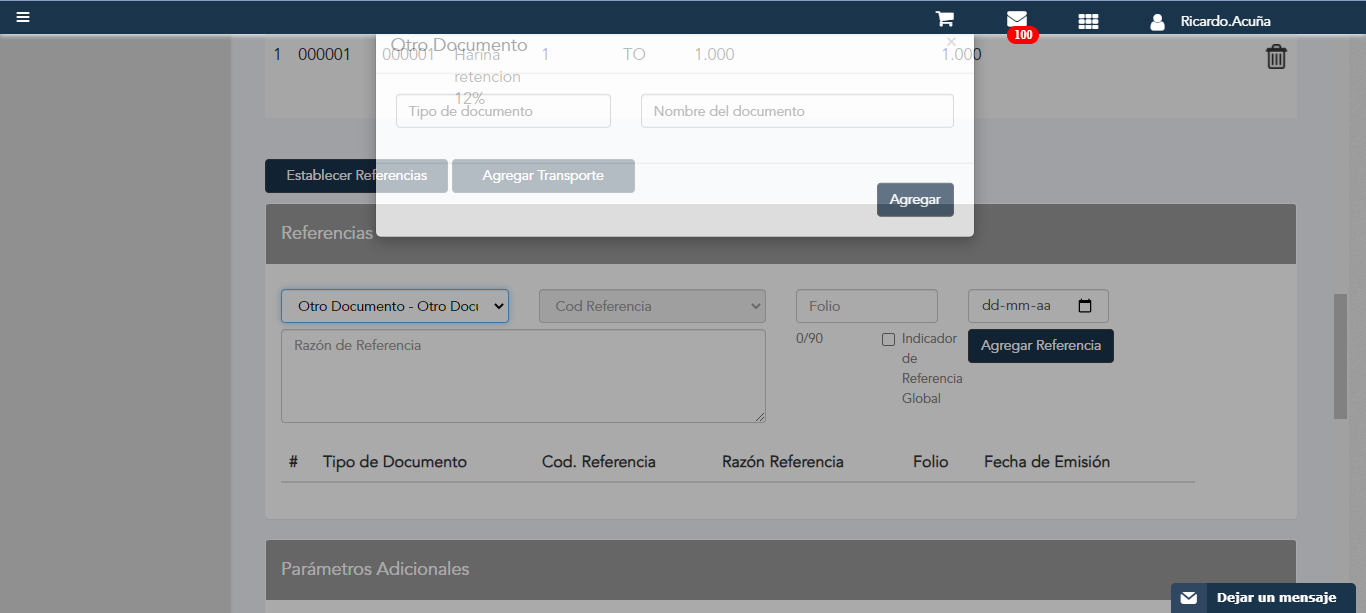 100
Ricardo.Acuña
Otro Documento ×
1 000001 000001 Harina retencion 12% 1 TO 1.000 1.000
Tipo de documento Nombre del documento
Establecer Referencias Agregar Transporte
Agregar
Referencias
Otro Documento - Otro Docu Cod Referencia Folio dd-mm-aa
Razón de Referencia 0/90 Indicador de Referencia Global Agregar Referencia
# Tipo de Documento Cod. Referencia Razón Referencia Folio Fecha de Emisión
Parámetros Adicionales
Dejar un mensaje